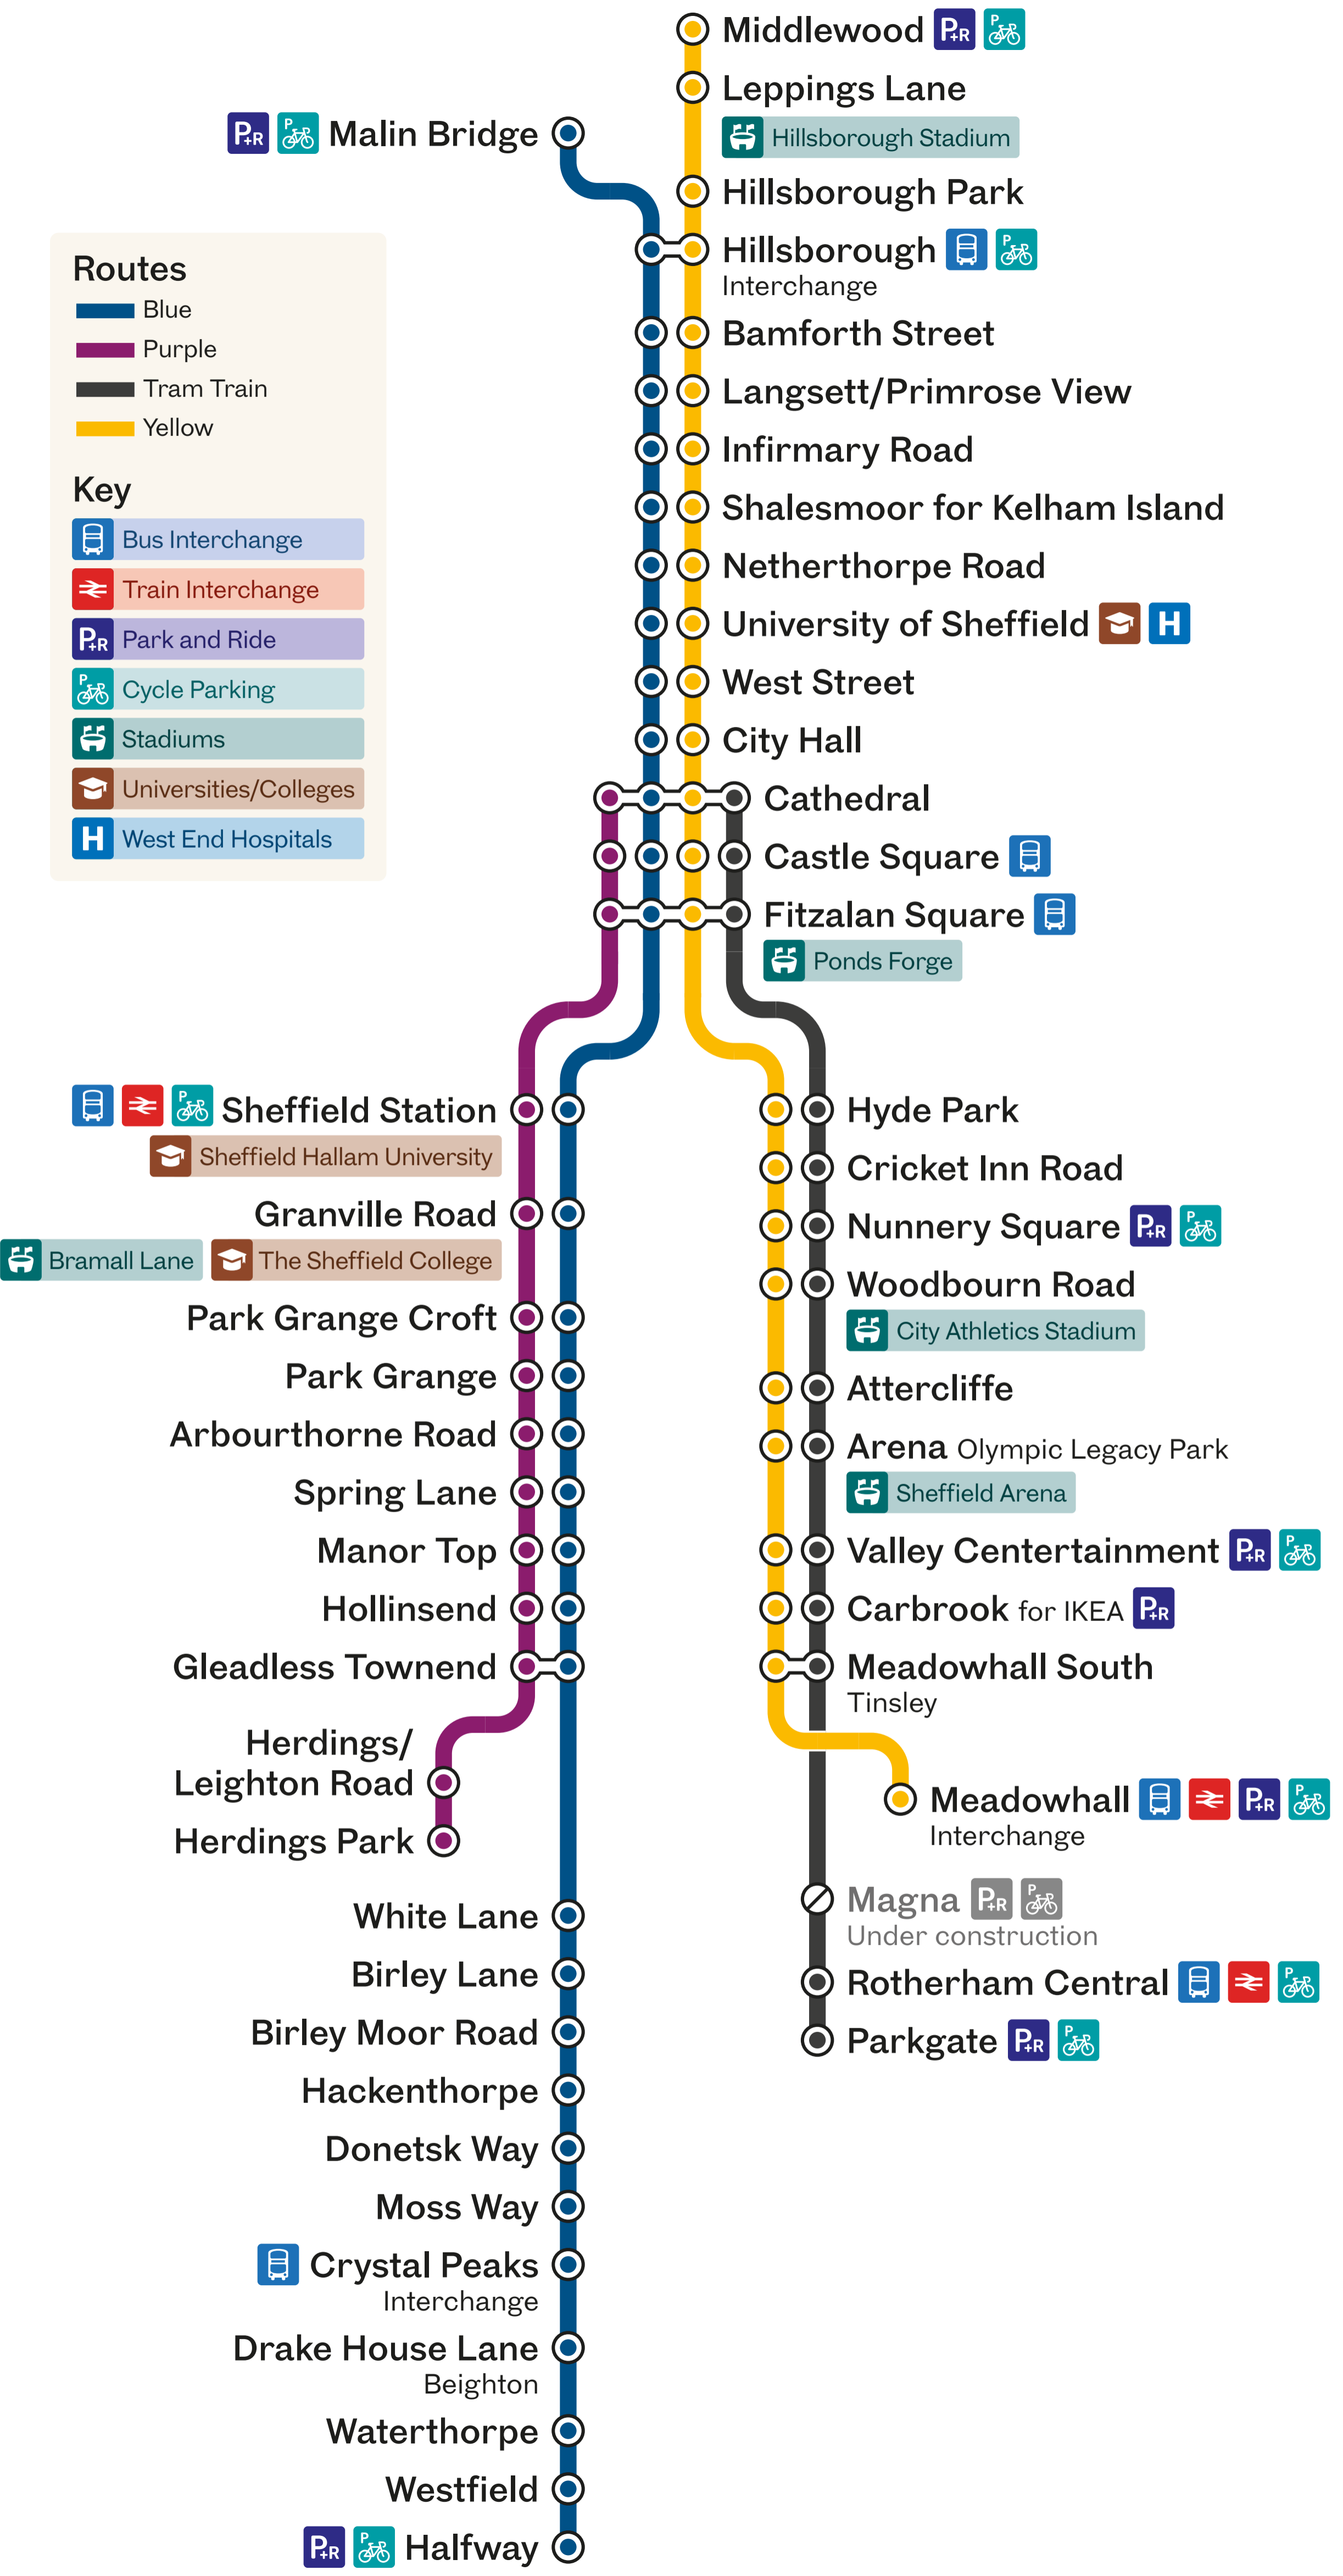 Middlewood P+R P
Leppings Lane
Hillsborough Stadium
P+R P Malin Bridge
Hillsborough Park
Hillsborough P
Interchange
Bamforth Street
Langsett/Primrose View
Infirmary Road
Shalesmoor for Kelham Island
Netherthorpe Road
University of Sheffield H
West Street
City Hall
Cathedral
Castle Square
Fitzalan Square
Ponds Forge
Routes
Blue
Purple
Tram Train
Yellow
Key
Bus Interchange
Train Interchange
P+R Park and Ride
P Cycle Parking
Stadiums
Universities/Colleges
H West End Hospitals
P Sheffield Station
Sheffield Hallam University
Granville Road
Bramall Lane The Sheffield College
Park Grange Croft
Park Grange
Arbourthorne Road
Spring Lane
Manor Top
Hollinsend
Gleadless Townend
Herdings/
Leighton Road
Herdings Park
White Lane
Birley Lane
Birley Moor Road
Hackenthorpe
Donetsk Way
Moss Way
Crystal Peaks
Interchange
Drake House Lane
Beighton
Waterthorpe
Westfield
P+R P Halfway
Hyde Park
Cricket Inn Road
Nunnery Square P+R P
Woodbourn Road
City Athletics Stadium
Attercliffe
Arena Olympic Legacy Park
Sheffield Arena
Valley Centertainment P+R P
Carbrook for IKEA P+R
Meadowhall South
Tinsley
Meadowhall P+R P
Interchange
Magna P+R P
Under construction
Rotherham Central P
Parkgate P+R P